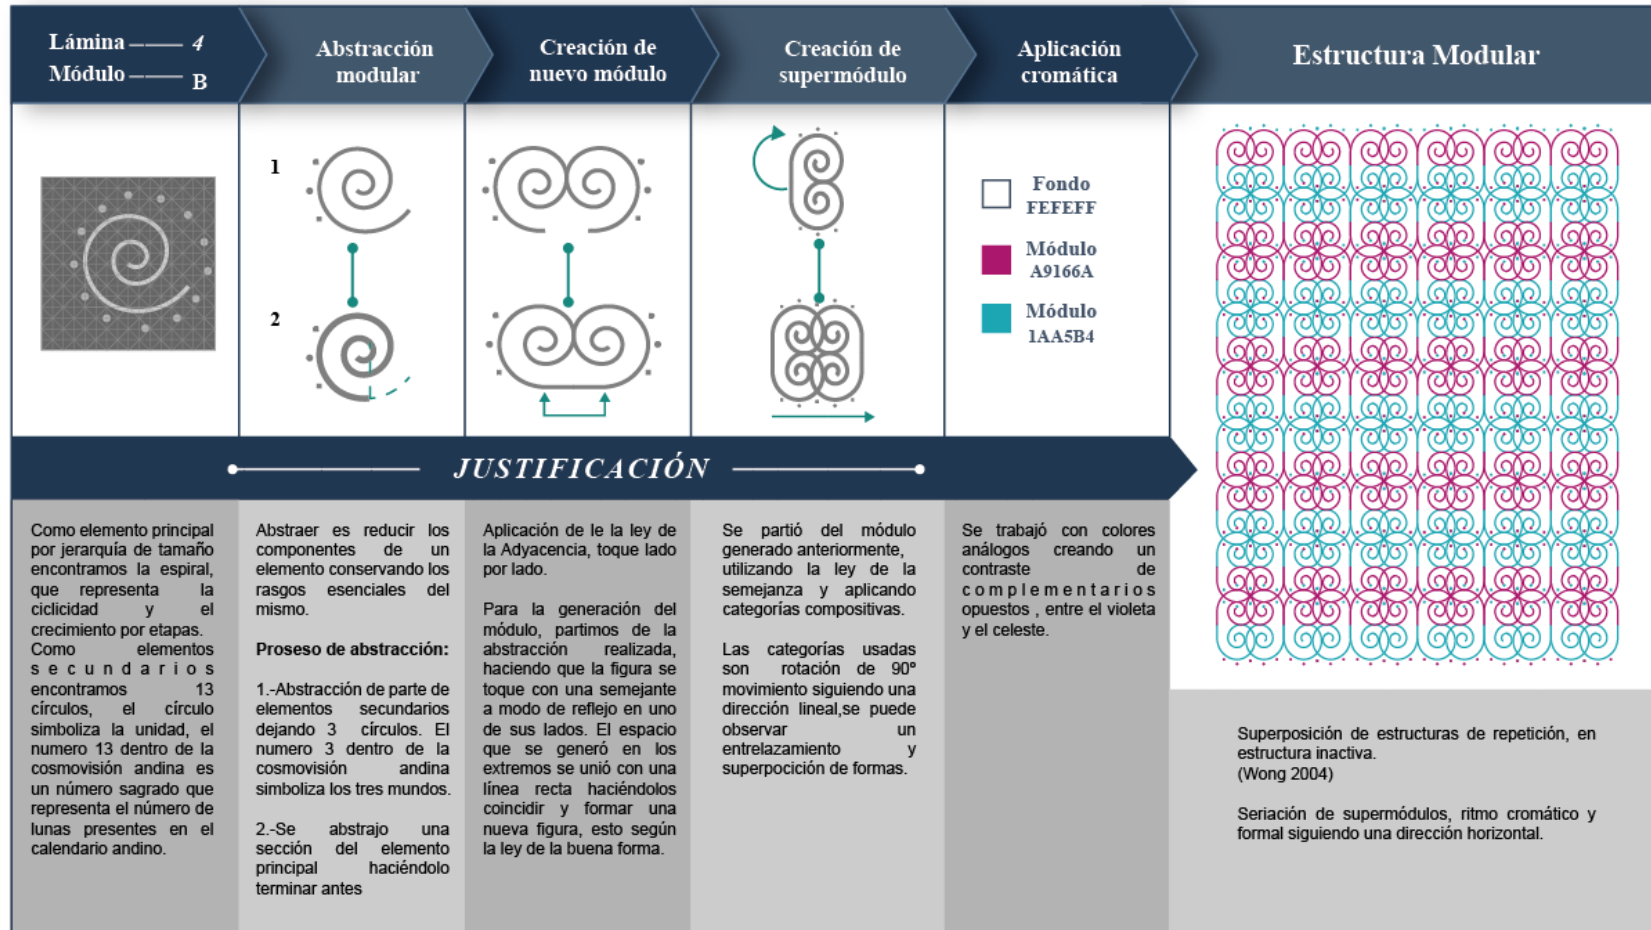 Lámina —— 4
Módulo —— B
Abstracción
modular
Creación de
nuevo módulo
Creación de
supermódulo
Aplicación
cromática
Estructura Modular
1
2
Fondo
FEFEFF
Módulo
A9166A
Módulo
1AA5B4
JUSTIFICACIÓN
Como elemento principal
por jerarquía de tamaño
encontramos la espiral,
que representa la
ciclicidad y el
crecimiento por etapas.
Como elementos
secundarios
encontramos 13
círculos, el círculo
simboliza la unidad, el
numero 13 dentro de la
cosmovisión andina es
un número sagrado que
representa el número de
lunas presentes en el
calendario andino.
Abstraer es reducir los
componentes de un
elemento conservando los
rasgos esenciales del
mismo.
Proseso de abstracción:
1.-Abstracción de parte de
elementos secundarios
dejando 3 círculos. El
numero 3 dentro de la
cosmovisión andina
simboliza los tres mundos.
2.-Se abstrajo una
sección del elemento
principal haciéndolo
terminar antes
Aplicación de le la ley de
la Adyacencia, toque lado
por lado.
Para la generación del
módulo, partimos de la
abstracción realizada,
haciendo que la figura se
toque con una semejante
a modo de reflejo en uno
de sus lados. El espacio
que se generó en los
extremos se unió con una
línea recta haciéndolos
coincidir y formar una
nueva figura, esto según
la ley de la buena forma.
Se partió del módulo
generado anteriormente,
utilizando la ley de la
semejanza y aplicando
categorías compositivas.
Las categorías usadas
son rotación de 90º
movimiento siguiendo una
dirección lineal,se puede
observar un
entrelazamiento y
superpocición de formas.
Se trabajó con colores
análogos creando un
contraste de
complementarios
opuestos , entre el violeta
y el celeste.
Superposición de estructuras de repetición, en
estructura inactiva.
(Wong 2004)
Seriación de supermódulos, ritmo cromático y
formal siguiendo una dirección horizontal.